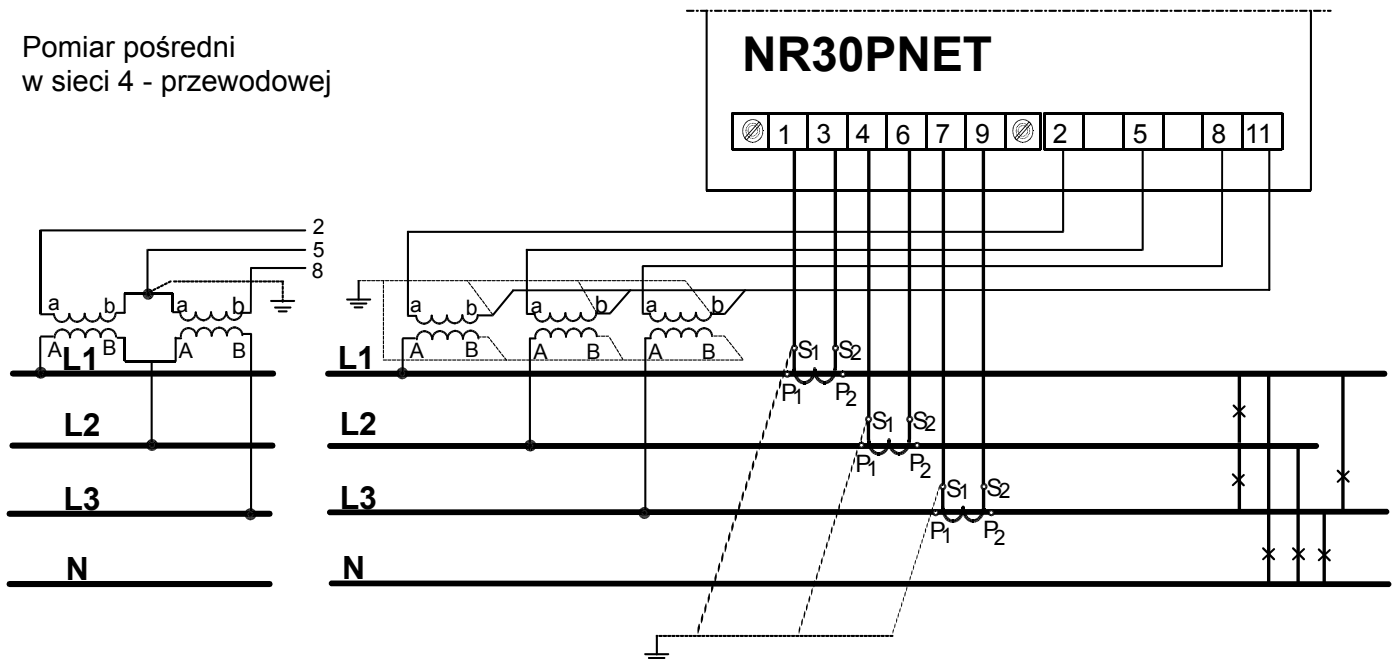 Pomiar pośredni
w sieci 4 - przewodowej
NR30PNET
1 3 4 6 7 9 2 5 8 11
2
5
8
a b a b
a b a b a b
A B A B
A B A B A B
L1
L1
S1 S2
P1 P2
L2
L2
S1 S2
P1 P2
L3
L3
S1 S2
P1 P2
N
N